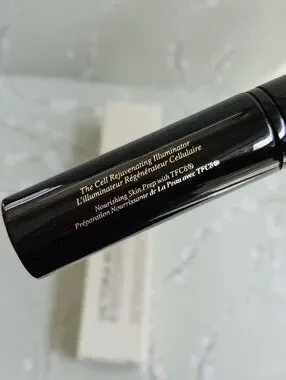 The Cell Rejuvenating Illuminator
L'illuminateur Régénérateur Cellulaire
Nourishing Skin Prep with TFC8®
Préparation Nourrissante de La Peau avec TFC8®